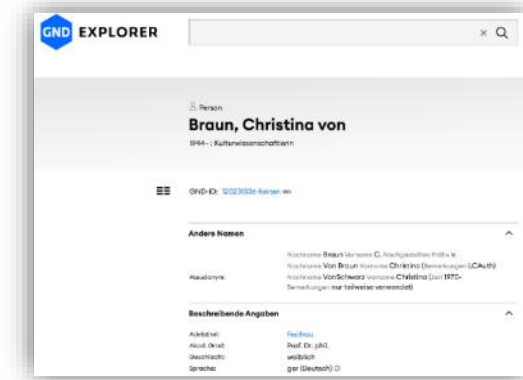 GND EXPLORER
Person
Braun, Christina von
1944- ; Kulturwissenschaftlerin
GND-ID:
Andere Namen
Nachname Braun Vorname C. Nachgestelltes Präfix v.
Nachname Von Braun Vorname Christina (Bemerkungen LCAuth)
Pseudonym: Nachname VonSchwarz Vorname Christina (Zeit 1970-
Bemerkungen nur teilweise verwendet)
Beschreibende Angaben
Adelstitel: Freifrau
Akad. Grad: Prof. Dr. phil.
Geschlecht: weiblich
Sprache: ger (Deutsch)